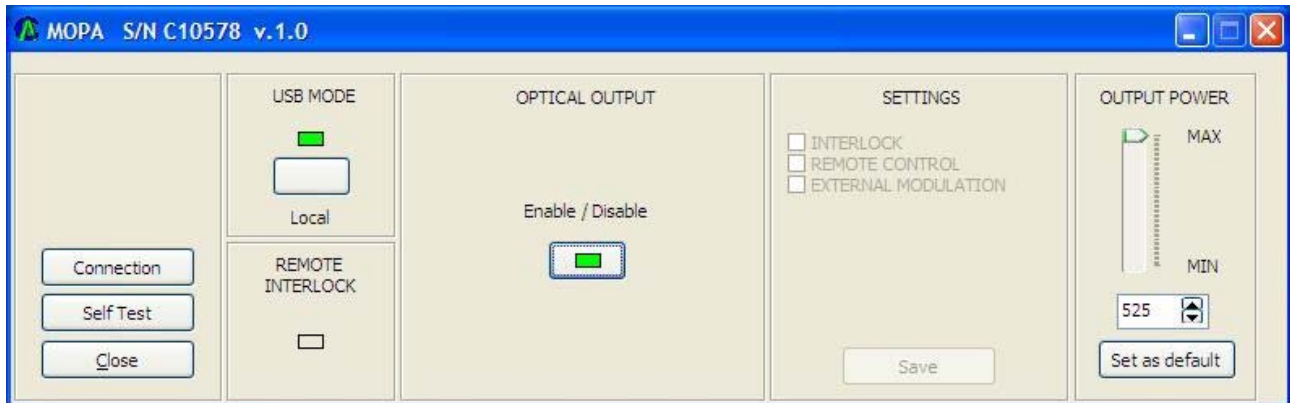 MOPA S/N C10578 v.1.0
Connection
Self Test
Close
USB MODE
Local
REMOTE
INTERLOCK
OPTICAL OUTPUT
Enable / Disable
SETTINGS
INTERLOCK
REMOTE CONTROL
EXTERNAL MODULATION
Save
OUTPUT POWER
MAX
MIN
525
Set as default